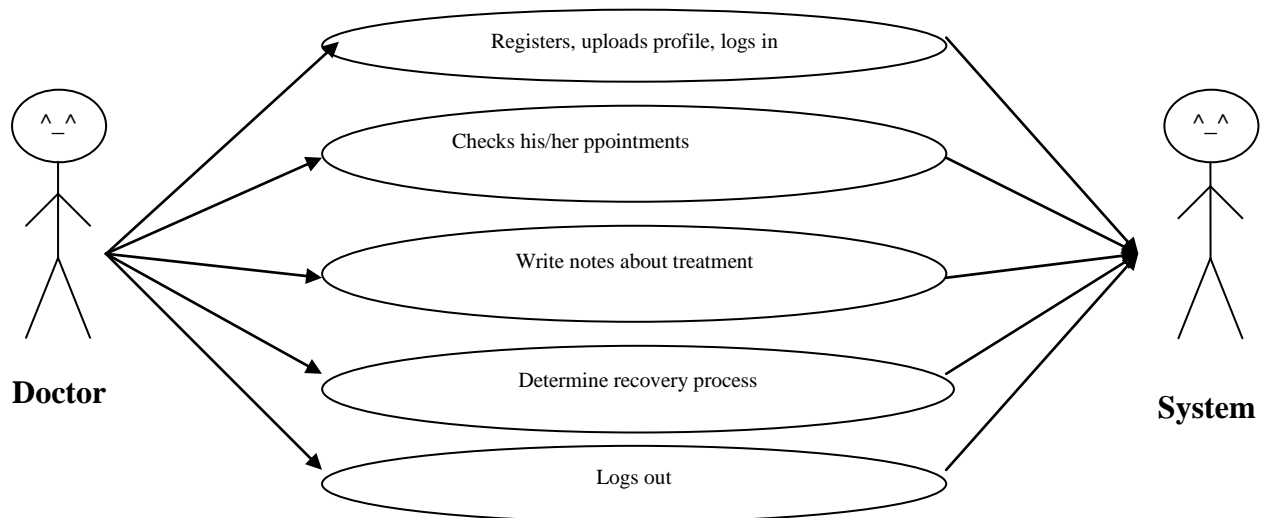 Registers, uploads profile, logs in
^_^
^_^
Checks his/her ppointments
Write notes about treatment
Determine recovery process
Doctor
System
Logs out